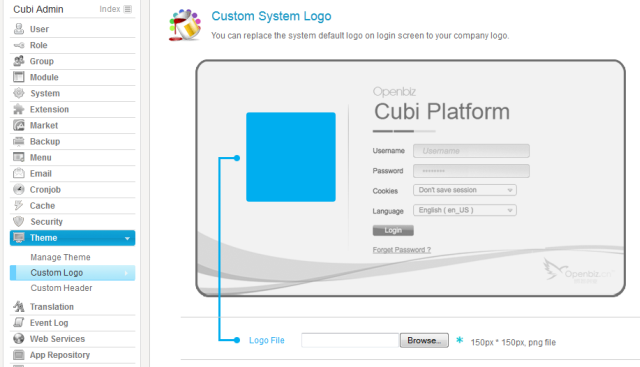 Cubi Admin
Index
User
Role
Group
Module
System
Extension
Market
Backup
Menu
Email
Cronjob
Cache
Security
Theme
Manage Theme
Custom Logo
Custom Header
Translation
Event Log
Web Services
App Repository
Custom System Logo
You can replace the system default logo on login screen to your company logo.
Openbiz
Cubi Platform
Username Username
Password ********
Cookies Don't save session
Language English ( en_US )
Login
Forget Password ?
Openbiz.cn
Logo File Browse... * 150px * 150px, png file